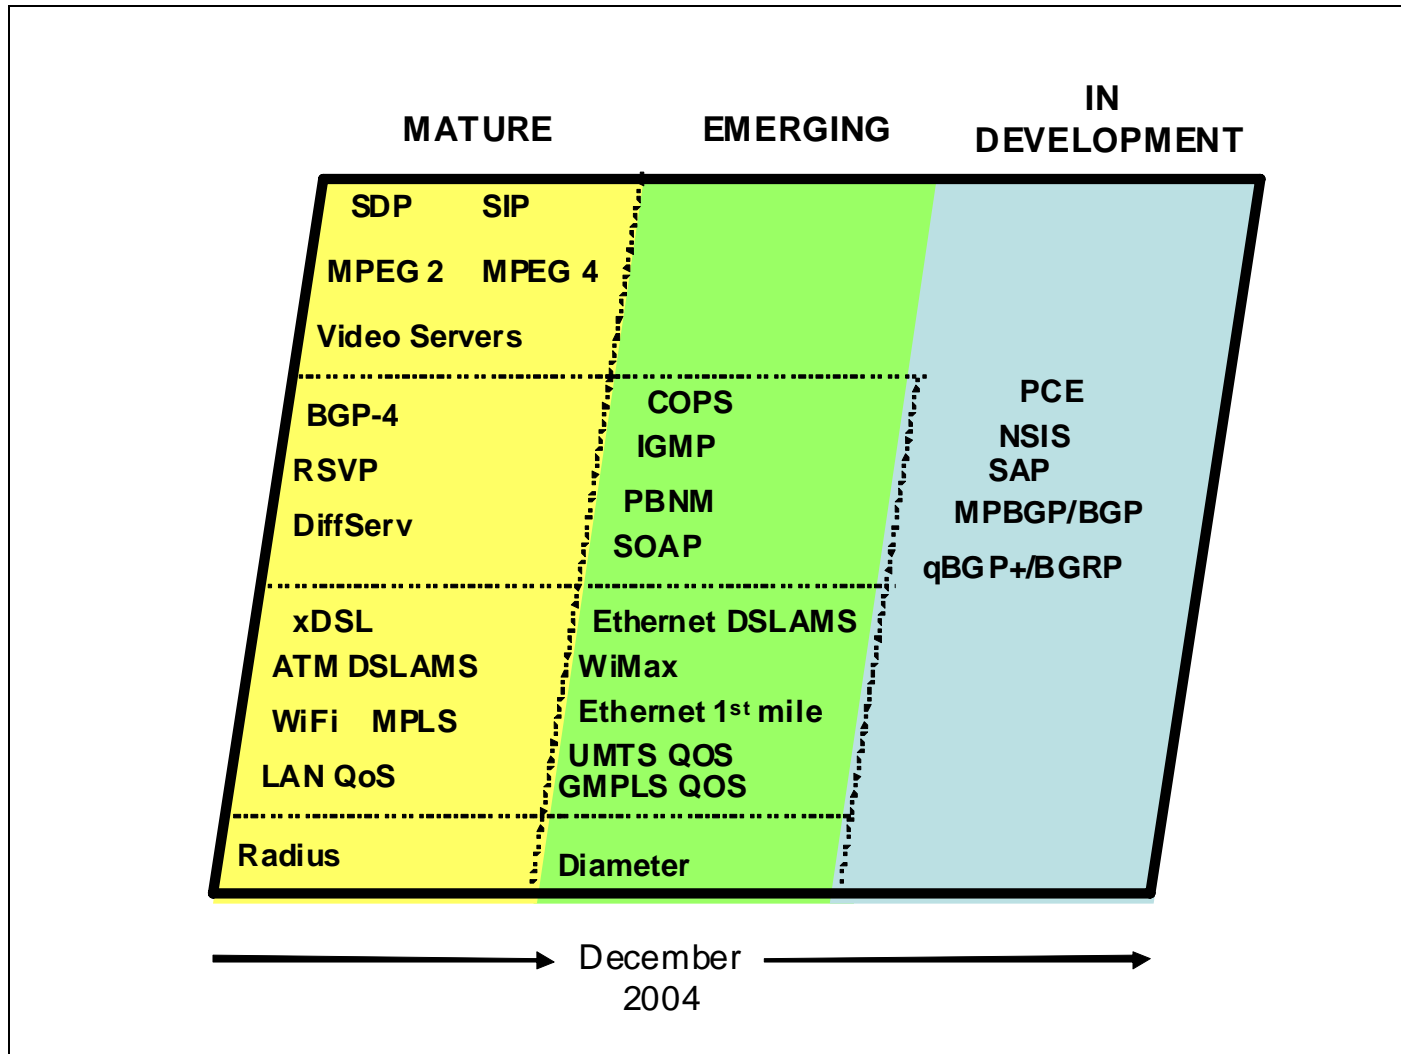 MATURE
EMERGING
IN
DEVELOPMENT
SDP SIP
MPEG 2 MPEG 4
Video Servers
BGP-4
RSVP
DiffServ
COPS
IGMP
PBNM
SOAP
PCE
NSIS
SAP
MPBGP/BGP
qBGP+/BGRP
xDSL
ATM DSLAMS
WiFi MPLS
LAN QoS
Ethernet DSLAMS
WiMax
Ethernet 1st mile
UMTS QOS
GMPLS QOS
Radius
Diameter
December
2004